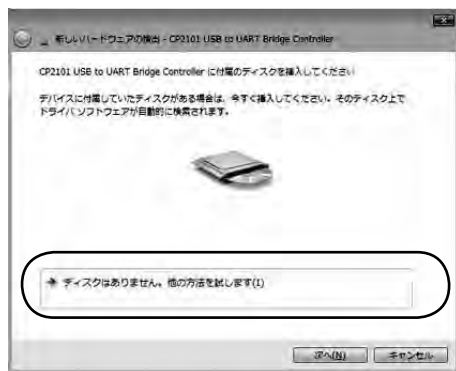 新しいハードウェアの検出 - CP2101 USB to UART Bridge Controller
CP2101 USB to UART Bridge Controller に付属のディスクを挿入してください
デバイスに付属していたディスクがある場合は、今すぐ挿入してください。そのディスク上で
ドライバ ソフトウェアが自動的に検索されます。
ディスクはありません。他の方法を試します(I)
次へ(N) キャンセル